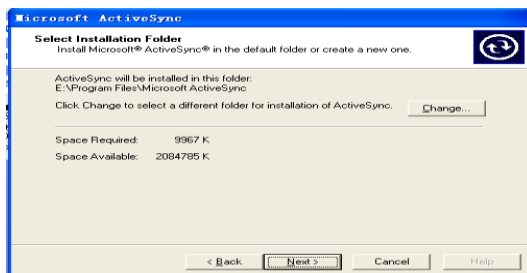 Microsoft ActiveSync
Select Installation Folder
Install Microsoft® ActiveSync® in the default folder or create a new one.
ActiveSync will be installed in this folder:
E:\Program Files\Microsoft ActiveSync
Click Change to select a different folder for installation of ActiveSync.
Change...
Space Required: 9967 K
Space Available: 2084785 K
< Back Next > Cancel Help